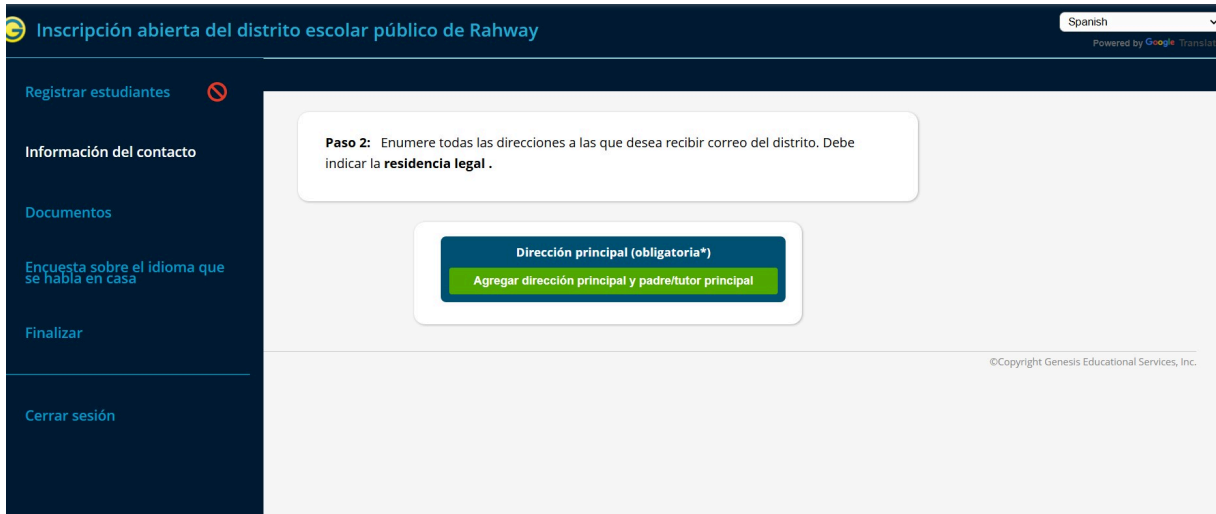 G Inscripción abierta del distrito escolar público de Rahway
Spanish
Powered by Google Translat
Registrar estudiantes
Información del contacto
Documentos
Encuesta sobre el idioma que
se habla en casa
Finalizar
Cerrar sesión
Paso 2: Enumere todas las direcciones a las que desea recibir correo del distrito. Debe
indicar la residencia legal .
Dirección principal (obligatoria*)
Agregar dirección principal y padre/tutor principal
©Copyright Genesis Educational Services, Inc.